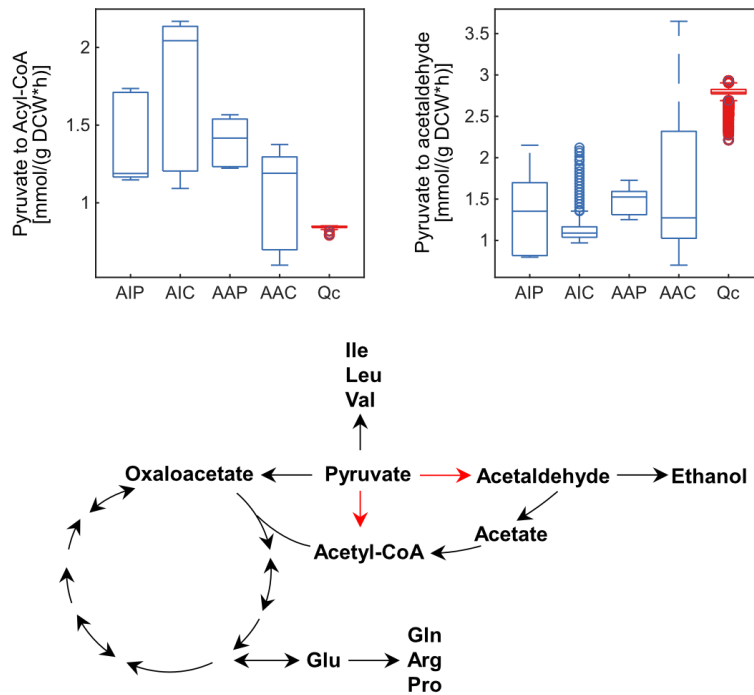 Pyruvate to Acyl-CoA
[mmol/(g DCW*h)]
2
1.5
1
AIP AIC AAP AAC Qc
Pyruvate to acetaldehyde
[mmol/(g DCW*h)]
3.5
3
2.5
2
1.5
1
AIP AIC AAP AAC Qc
Ile
Leu
Val
Oxaloacetate Pyruvate Acetaldehyde Ethanol
Acetate
Acetyl-CoA
Gln
Glu Arg
Pro